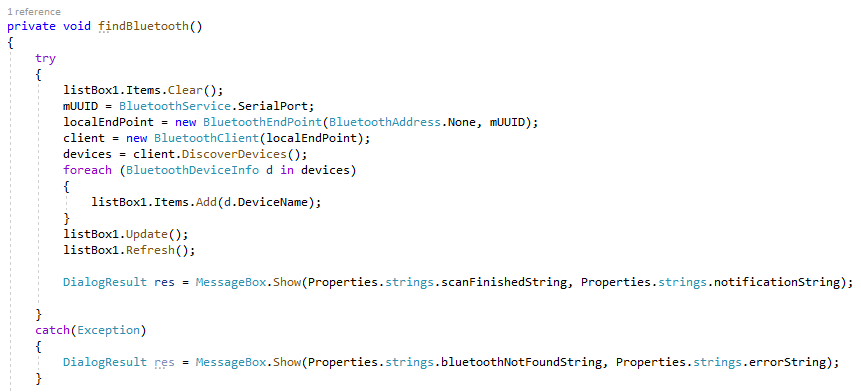 1 reference
private void findBluetooth()
{
    try
    {
        listBox1.Items.Clear();
        mUUID = BluetoothService.SerialPort;
        localEndPoint = new BluetoothEndPoint(BluetoothAddress.None, mUUID);
        client = new BluetoothClient(localEndPoint);
        devices = client.DiscoverDevices();
        foreach (BluetoothDeviceInfo d in devices)
        {
            listBox1.Items.Add(d.DeviceName);
        }
        listBox1.Update();
        listBox1.Refresh();

        DialogResult res = MessageBox.Show(Properties.strings.scanFinishedString, Properties.strings.notificationString);

    }
    catch(Exception)
    {
        DialogResult res = MessageBox.Show(Properties.strings.bluetoothNotFoundString, Properties.strings.errorString);
    }